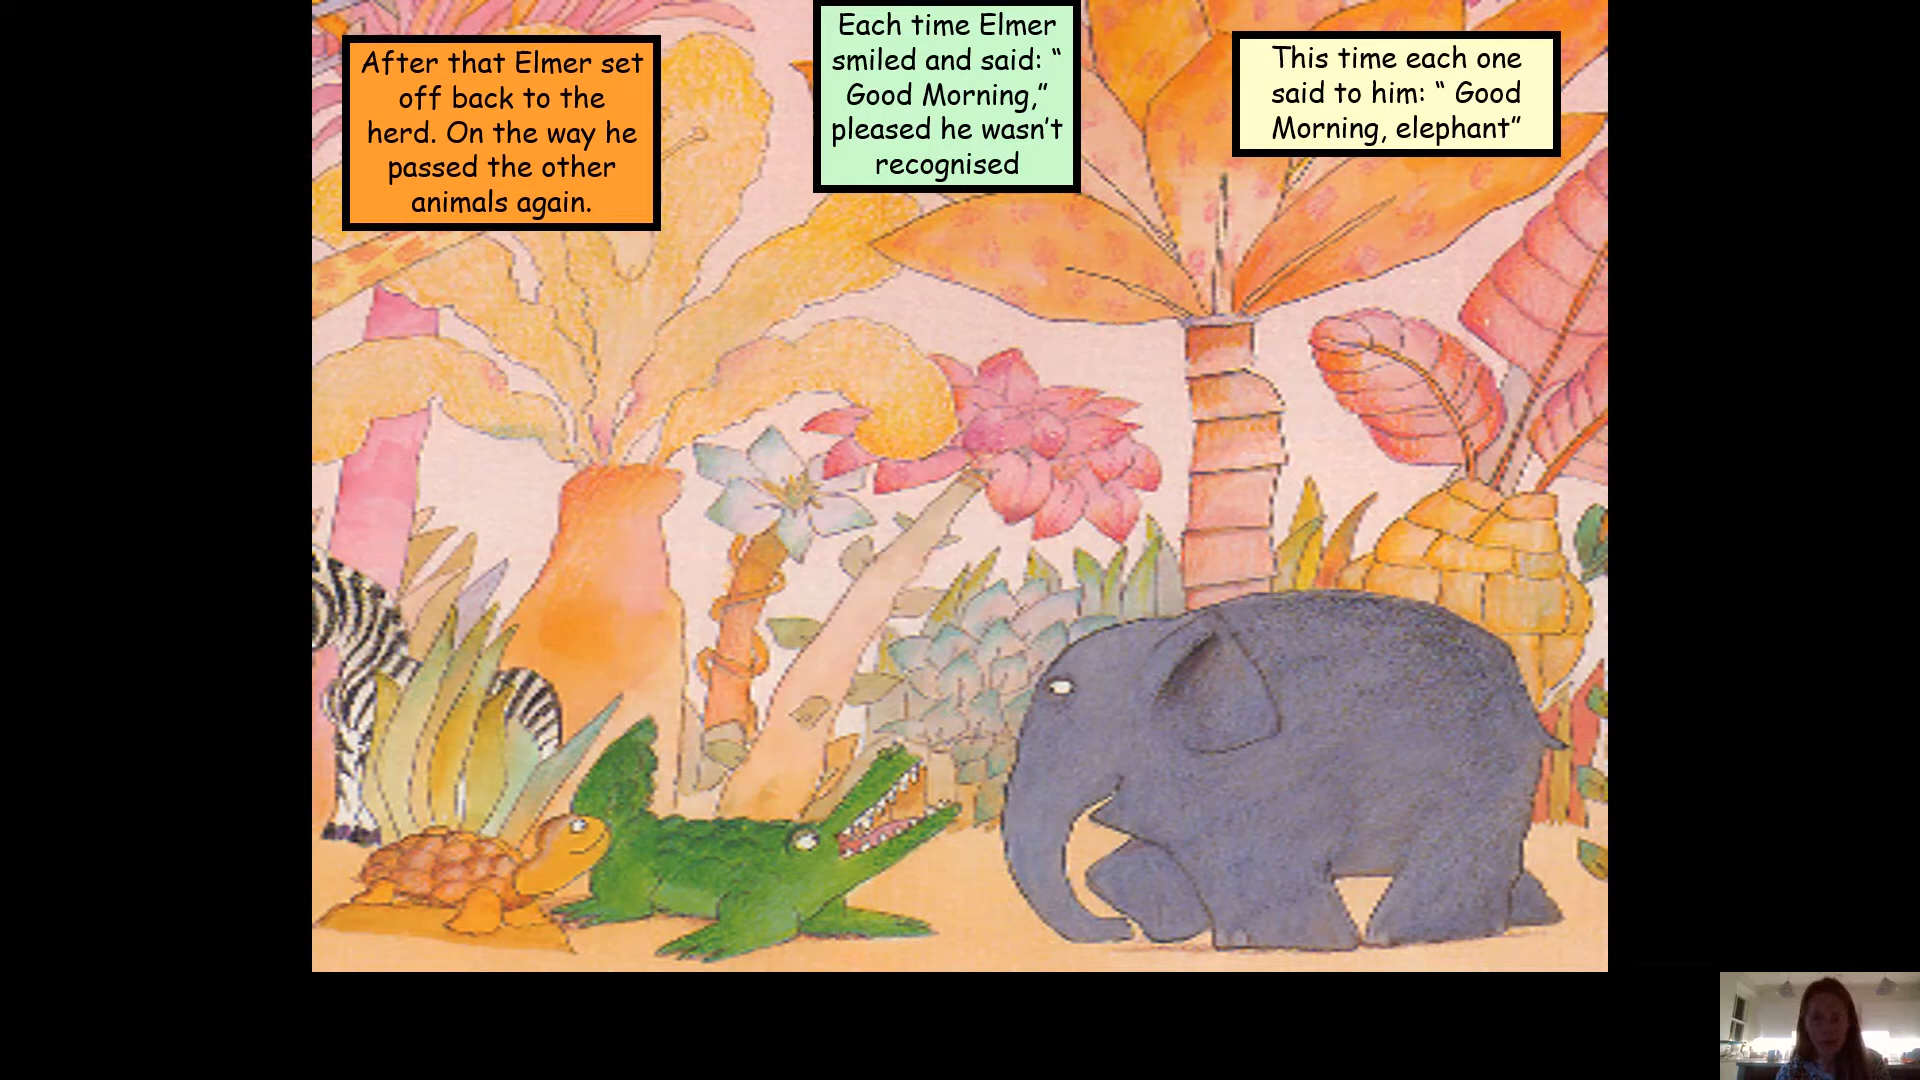 After that Elmer set
off back to the
herd. On the way he
passed the other
animals again.
Each time Elmer
smiled and said: “
Good Morning,”
pleased he wasn’t
recognised
This time each one
said to him: “ Good
Morning, elephant”